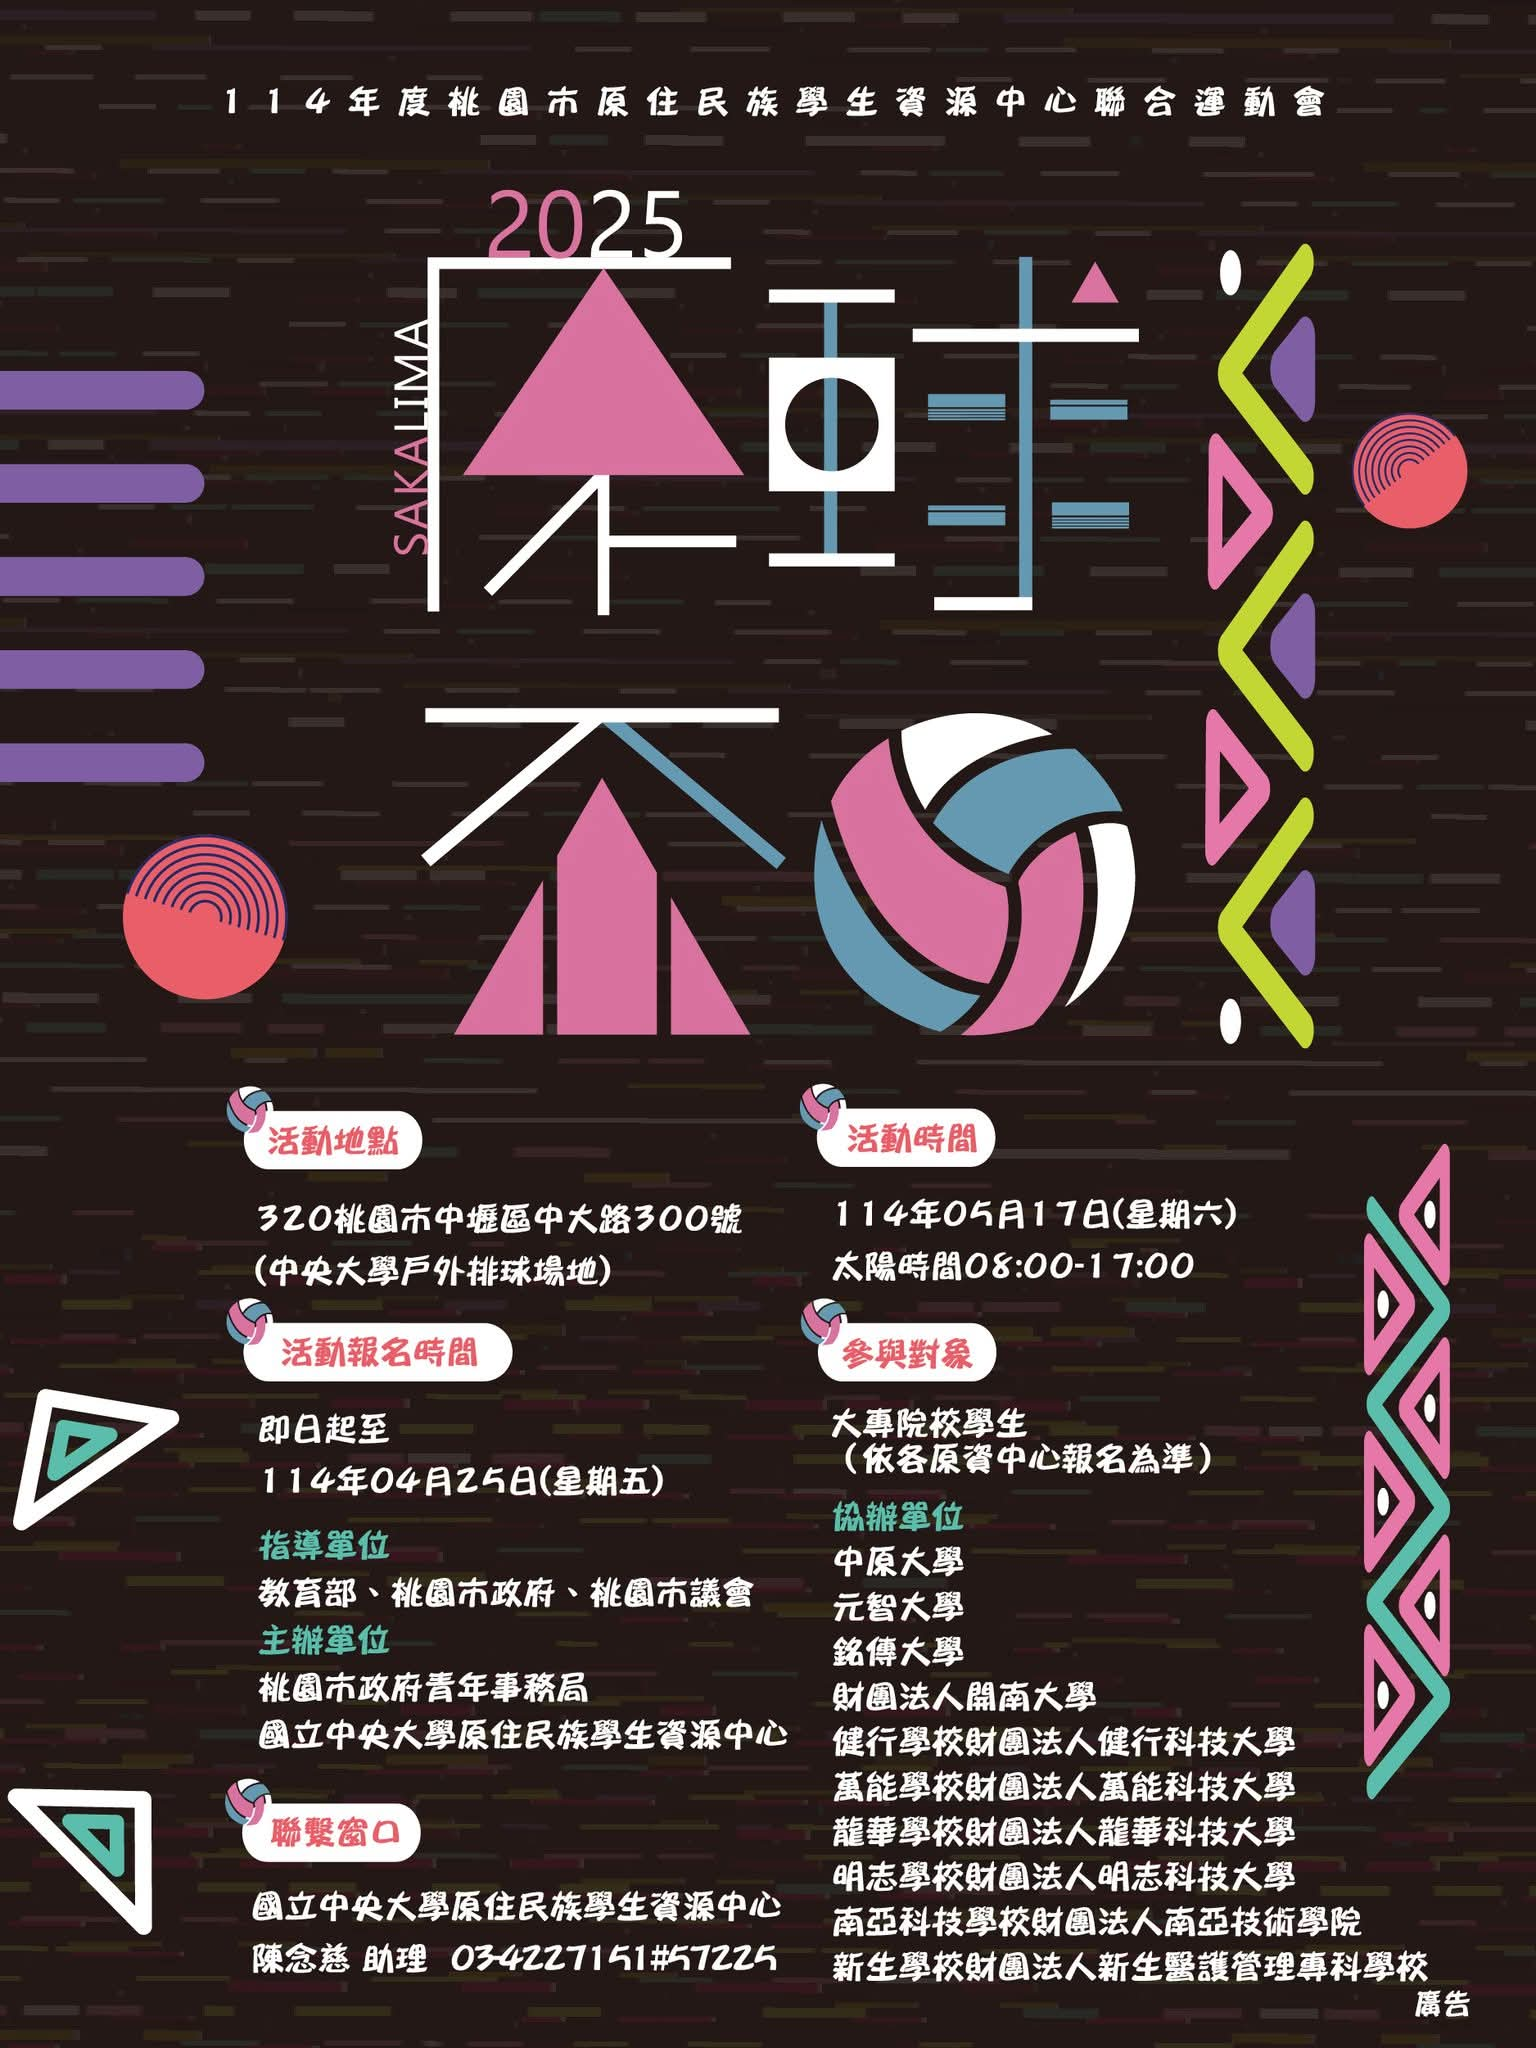 114年度桃園市原住民族學生資源中心聯合運動會
2025
SAKALIMA
活動地點
320桃園市中壢區中大路300號
(中央大學戶外排球場地)
活動時間
114年05月17日(星期六)
太陽時間08:00-17:00
活動報名時間
即日起至
114年04月25日(星期五)
參與對象
大專院校學生
（依各原資中心報名為準）
指導單位
教育部、桃園市政府、桃園市議會
主辦單位
桃園市政府青年事務局
國立中央大學原住民族學生資源中心
協辦單位
中原大學
元智大學
銘傳大學
財團法人開南大學
健行學校財團法人健行科技大學
萬能學校財團法人萬能科技大學
龍華學校財團法人龍華科技大學
明志學校財團法人明志科技大學
南亞科技學校財團法人南亞技術學院
新生學校財團法人新生醫護管理專科學校
聯繫窗口
國立中央大學原住民族學生資源中心
陳念慈 助理 03-4227151#57225
廣告